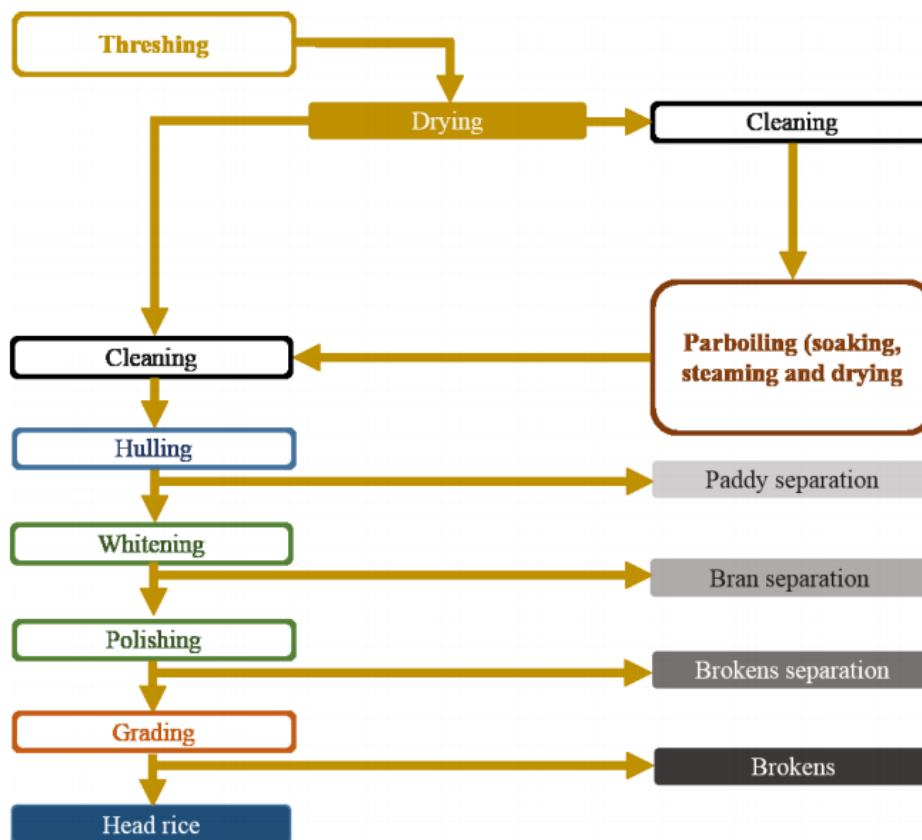 Threshing
Drying
Cleaning
Parboiling (soaking,
steaming and drying
Cleaning
Hulling
Paddy separation
Whitening
Bran separation
Polishing
Brokens separation
Grading
Brokens
Head rice